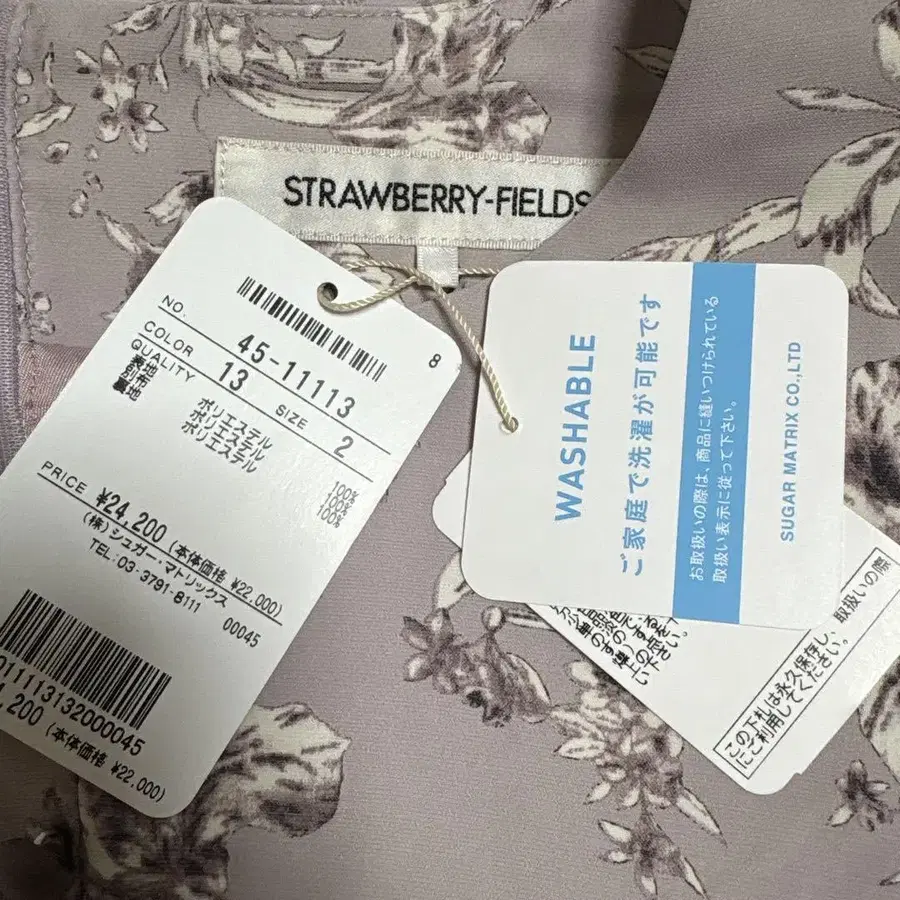 STRAWBERRY-FIELDS
8
NO. 45-11113
COLOR 13 SIZE 2
QUALITY
表地 ポリエステル 100%
別布 ポリエステル 100%
裏地 ポリエステル 100%
PRICE ¥24,200 (本体価格 ¥22,000)
(株)シュガー・マトリックス
TEL:03-3791-8111
00045
01111313200045
,200 (本体価格 ¥22,000)
WASHABLE
ご家庭で洗濯が可能です
お取扱いの際は、商品に縫いつけられている
取扱い表示に従って下さい。
SUGAR MATRIX CO.,LTD
この下札は永久保存し、取扱いの際
にご利用してください。